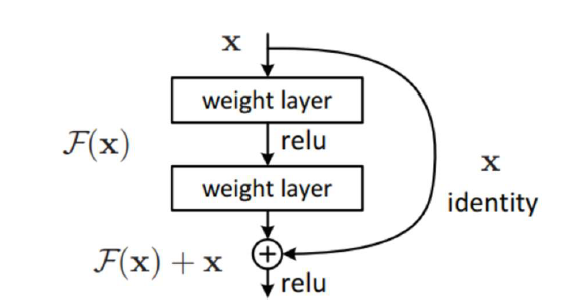 x
weight layer
relu
F(x)
weight layer
x
identity
F(x) + x
relu